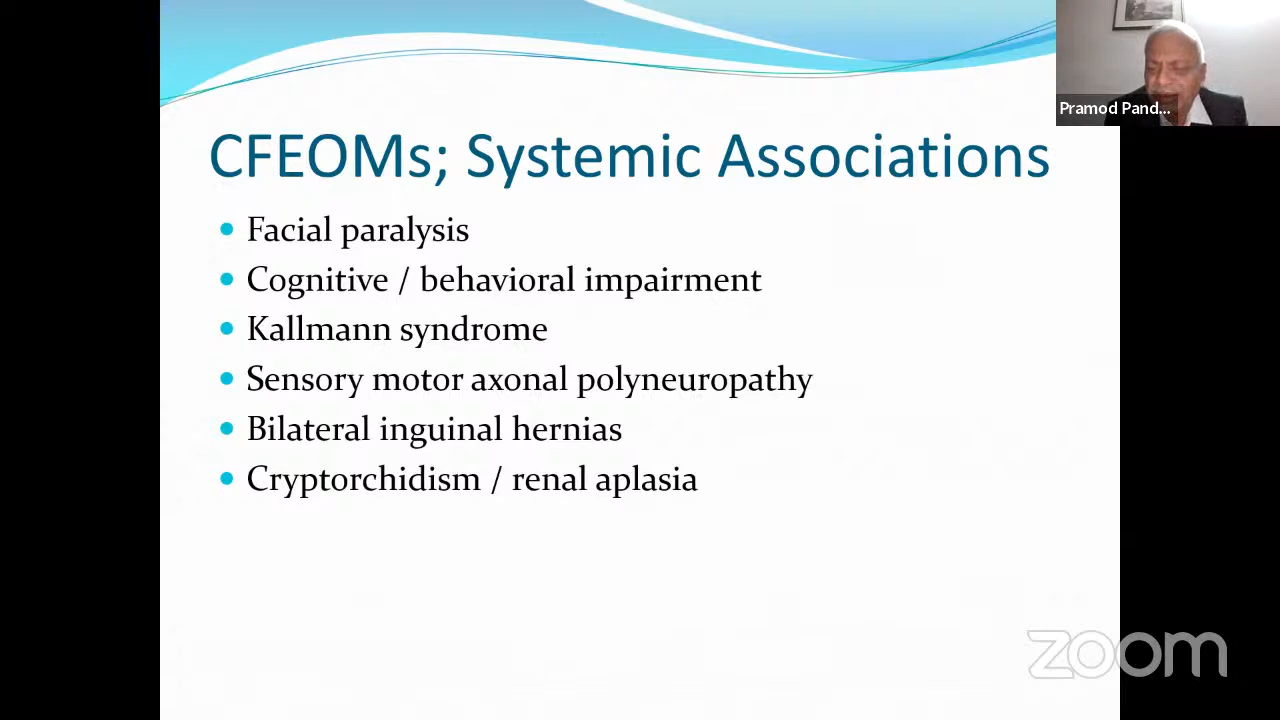 Pramod Pand...
CFEOMs; Systemic Associations
Facial paralysis
Cognitive / behavioral impairment
Kallmann syndrome
Sensory motor axonal polyneuropathy
Bilateral inguinal hernias
Cryptorchidism / renal aplasia
zoom